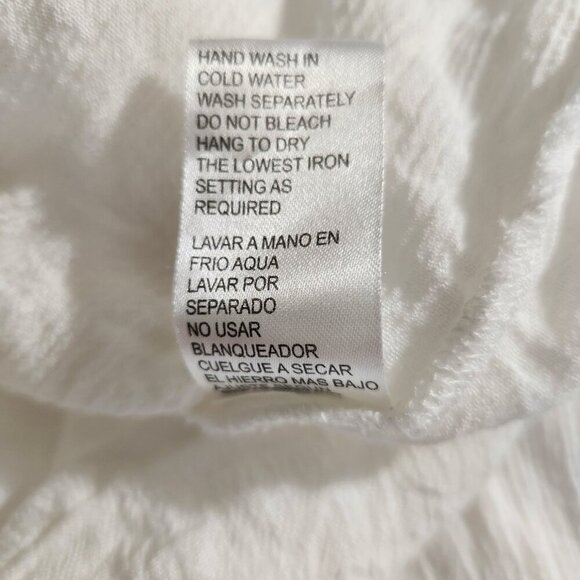 HAND WASH IN
COLD WATER
WASH SEPARATELY
DO NOT BLEACH
HANG TO DRY
THE LOWEST IRON
SETTING AS
REQUIRED
LAVAR A MANO EN
FRIO AQUA
LAVAR POR
SEPARADO
NO USAR
BLANQUEADOR
CUELGUE A SECAR
EL HIERRO MAS BAJO